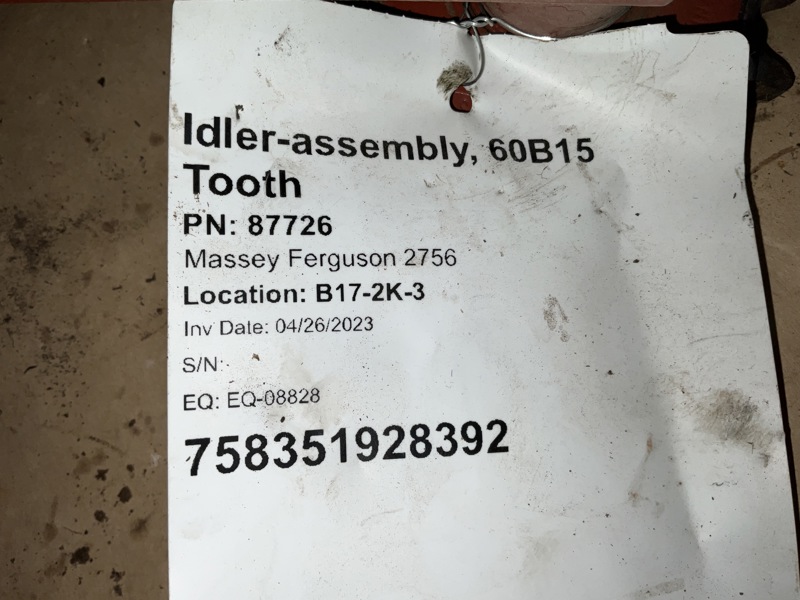 Idler-assembly, 60B15
Tooth
PN: 87726
Massey Ferguson 2756
Location: B17-2K-3
Inv Date: 04/26/2023
S/N:
EQ: EQ-08828
758351928392